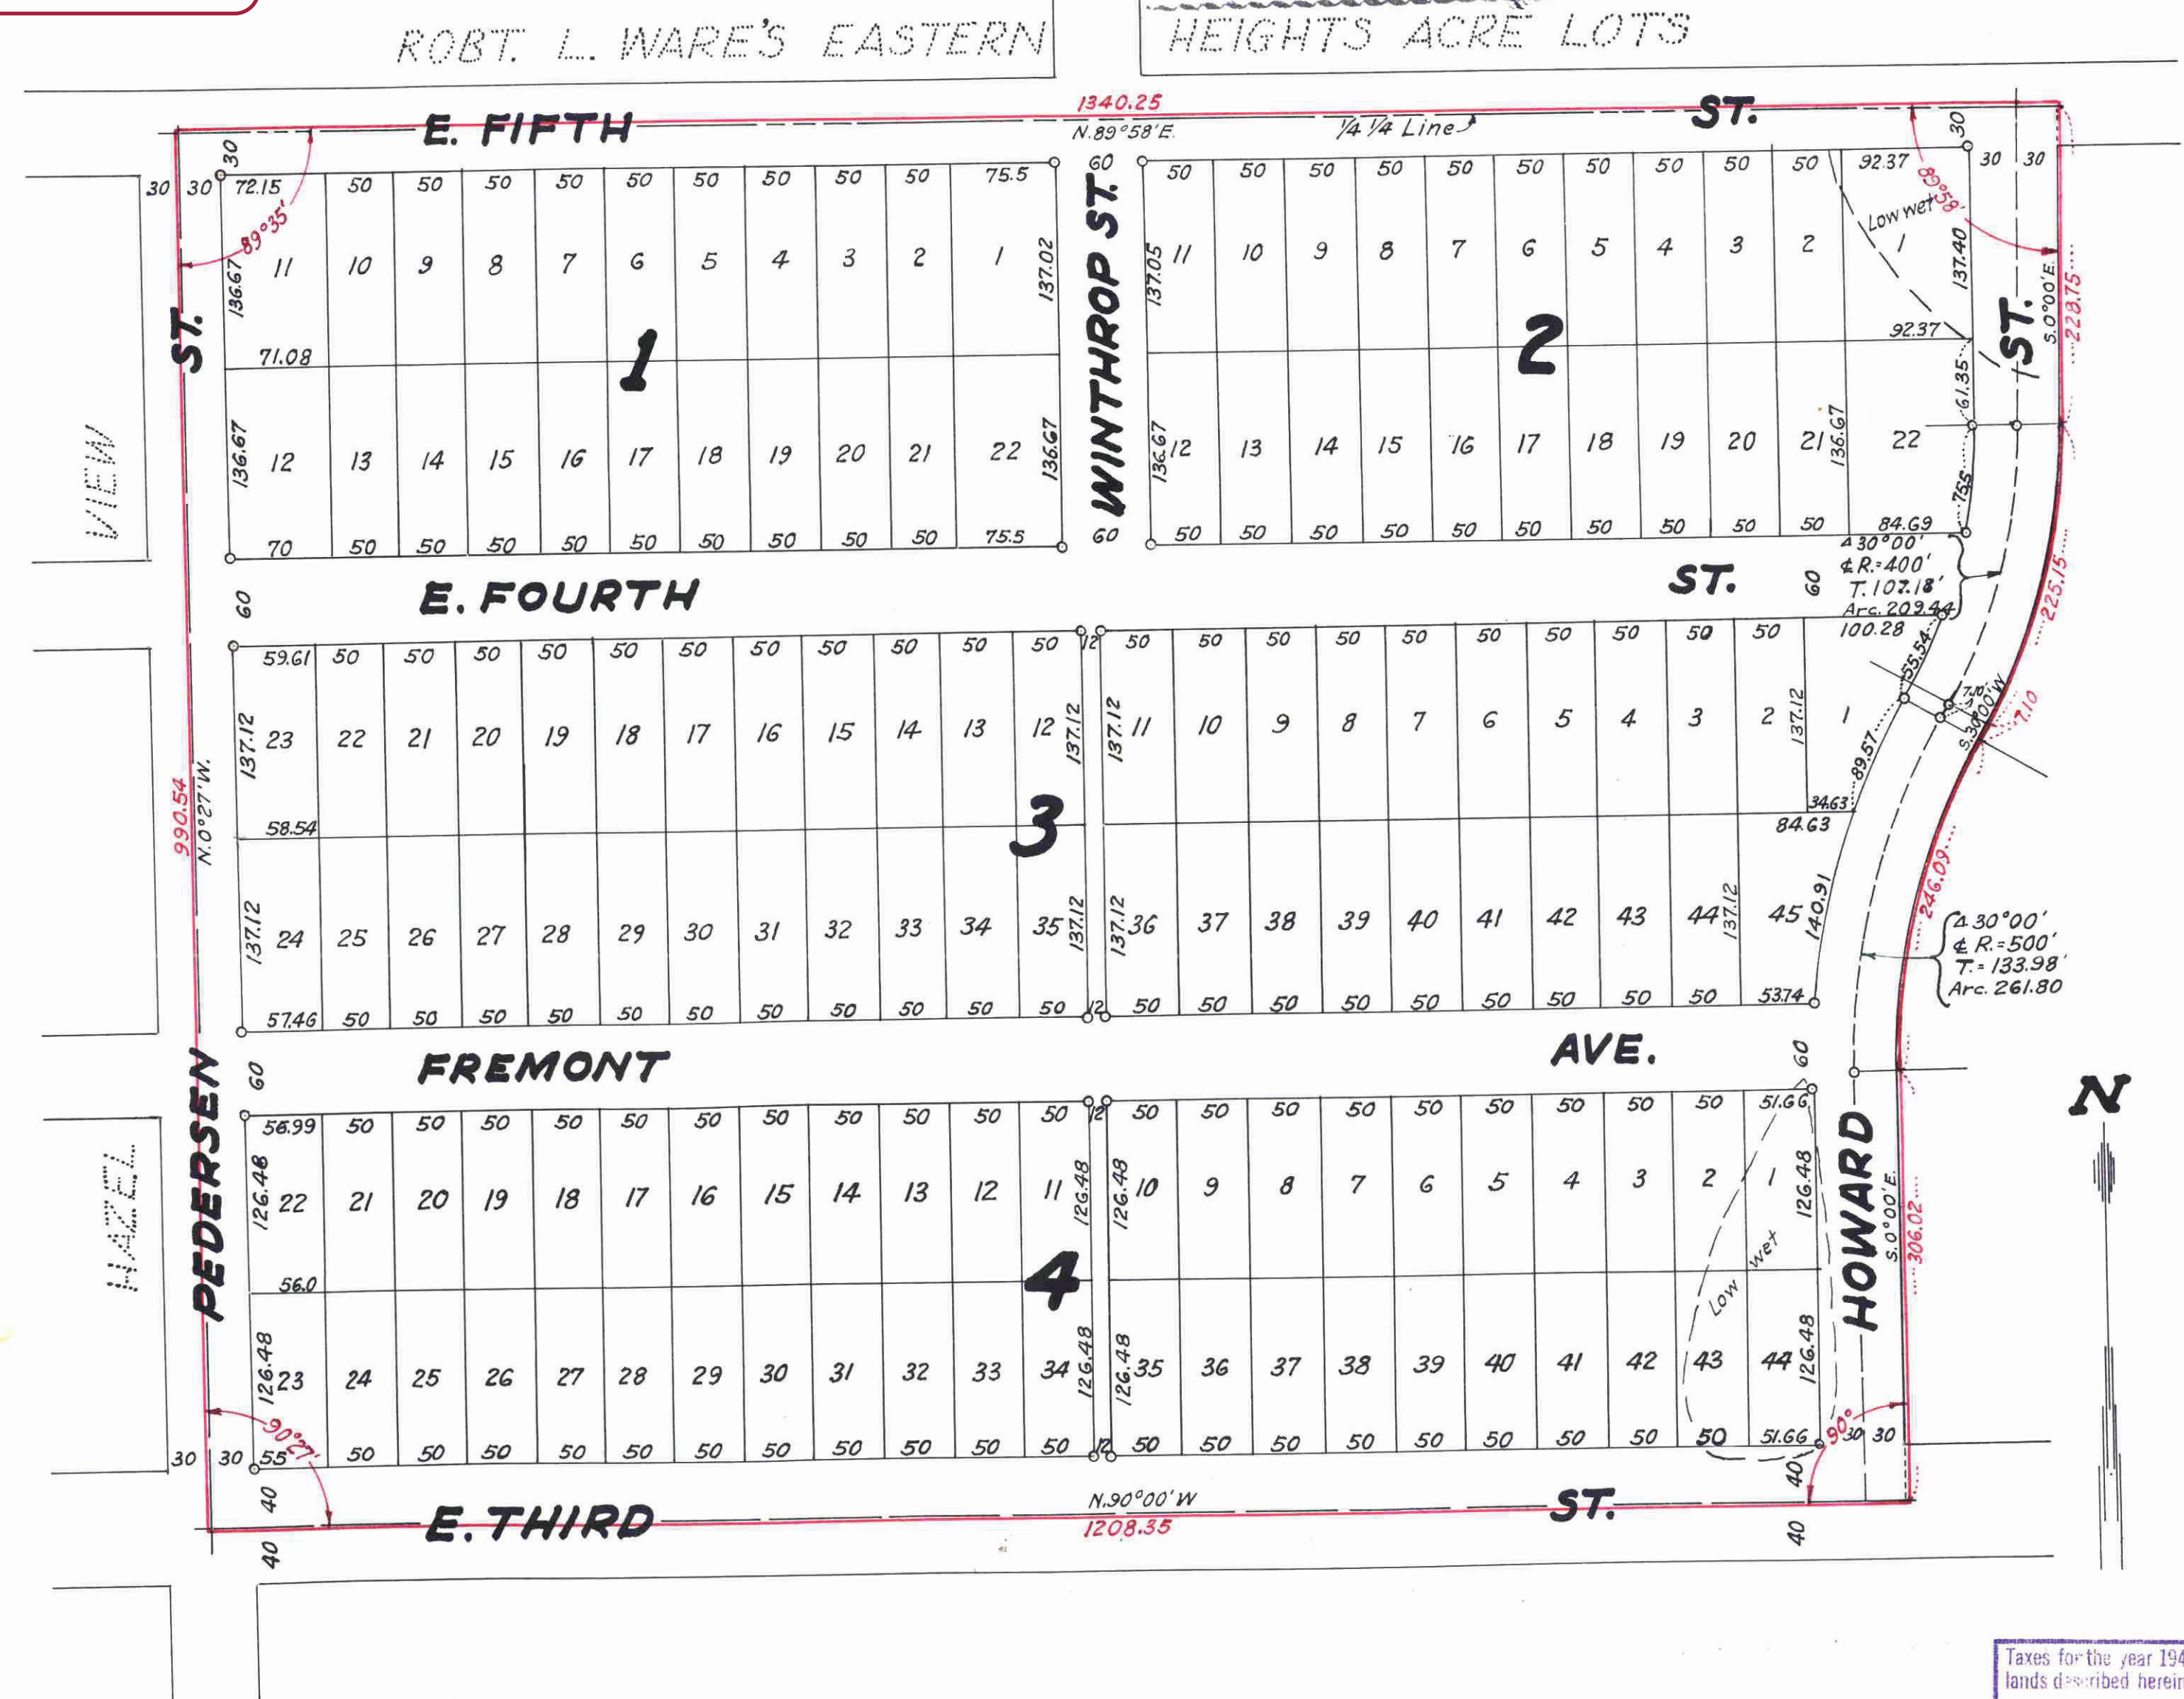 ROBT. L. WARE'S EASTERN HEIGHTS ACRE LOTS
1340.25
E. FIFTH ST.
N.89°58'E.
1/4 1/4 Line
30 60 30
30 30 72.15 50 50 50 50 50 50 50 50 50 75.5
50 50 50 50 50 50 50 50 50 50 92.37 30 30
89°35'
89°58'
Low wet
136.67 11 10 9 8 7 6 5 4 3 2 1 137.02
137.05 11 10 9 8 7 6 5 4 3 2 1 137.40
S.0°00'E.
228.75
ST.
WINTHROP ST.
ST.
71.08
1
2
92.37
61.35
VIEW
136.67 12 13 14 15 16 17 18 19 20 21 22 136.67
136.67 12 13 14 15 16 17 18 19 20 21 136.67 22
75.5
70 50 50 50 50 50 50 50 50 50 75.5 60
50 50 50 50 50 50 50 50 50 50 84.69
Δ 30°00'
℄ R.=400'
T. 107.18'
Arc. 209.44
225.15
60
E. FOURTH ST.
60
59.61 50 50 50 50 50 50 50 50 50 50 50 12
50 50 50 50 50 50 50 50 50 50 100.28
55.54
7.10
S.30°00'W
7.10
137.12 23 22 21 20 19 18 17 16 15 14 13 12 137.12
137.12 11 10 9 8 7 6 5 4 3 2 137.12 1
89.57
990.54
N.0°27'W.
34.63
58.54
3
84.63
246.09
137.12 24 25 26 27 28 29 30 31 32 33 34 35 137.12
137.12 36 37 38 39 40 41 42 43 44 137.12 45 140.91
Δ 30°00'
℄ R.=500'
T.=133.98'
Arc. 261.80
57.46 50 50 50 50 50 50 50 50 50 50 50 12
50 50 50 50 50 50 50 50 50 53.74
60
FREMONT AVE.
60
N
56.99 50 50 50 50 50 50 50 50 50 50 50 12
50 50 50 50 50 50 50 50 50 51.66
HAZEL
PEDERSEN
126.48 22 21 20 19 18 17 16 15 14 13 12 11 126.48
126.48 10 9 8 7 6 5 4 3 2 1 126.48
HOWARD
S.0°00'E.
306.02
56.0
4
Low wet
126.48 23 24 25 26 27 28 29 30 31 32 33 34 126.48
126.48 35 36 37 38 39 40 41 42 43 44 126.48
90°27'
90°
30 30 55 50 50 50 50 50 50 50 50 50 50 50 12
50 50 50 50 50 50 50 50 50 51.66 30 30
40 40
N.90°00'W
E. THIRD ST.
1208.35
40 40
Taxes for the year 194
lands described herein